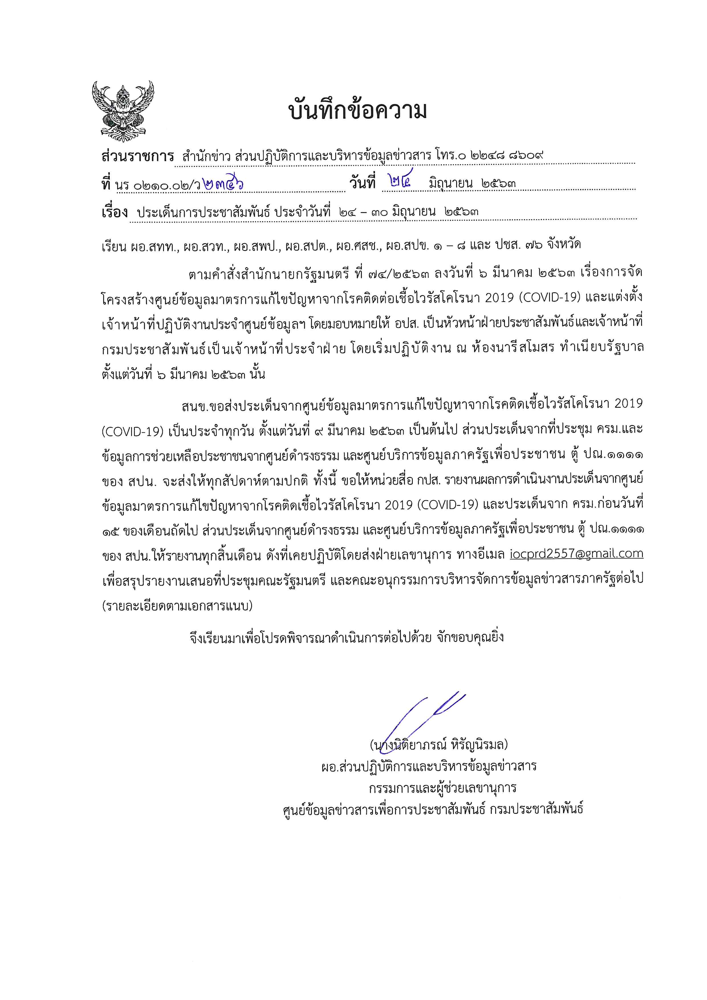 บันทึกข้อความ
ส่วนราชการ สำนักข่าว ส่วนปฏิบัติการและบริหารข้อมูลข่าวสาร โทร.๐ ๒๒๔๘ ๘๖๐๙
ที่ นร ๐๒๑๐.๐๒/ว๒๓๕๖ วันที่ ๒๔ มิถุนายน ๒๕๖๓
เรื่อง ประเด็นการประชาสัมพันธ์ ประจำวันที่ ๒๔ – ๓๐ มิถุนายน ๒๕๖๓
เรียน ผอ.สทท., ผอ.สวท., ผอ.สพป., ผอ.สปต., ผอ.ศสช., ผอ.สปข. ๑ – ๘ และ ปชส. ๗๖ จังหวัด
ตามคำสั่งสำนักนายกรัฐมนตรี ที่ ๗๔/๒๕๖๓ ลงวันที่ ๖ มีนาคม ๒๕๖๓ เรื่องการจัด
โครงสร้างศูนย์ข้อมูลมาตรการแก้ไขปัญหาจากโรคติดต่อเชื้อไวรัสโคโรนา 2019 (COVID-19) และแต่งตั้ง
เจ้าหน้าที่ปฏิบัติงานประจำศูนย์ข้อมูลฯ โดยมอบหมายให้ อปส. เป็นหัวหน้าฝ่ายประชาสัมพันธ์และเจ้าหน้าที่
กรมประชาสัมพันธ์เป็นเจ้าหน้าที่ประจำฝ่าย โดยเริ่มปฏิบัติงาน ณ ห้องนารีสโมสร ทำเนียบรัฐบาล
ตั้งแต่วันที่ ๖ มีนาคม ๒๕๖๓ นั้น
สนข.ขอส่งประเด็นจากศูนย์ข้อมูลมาตรการแก้ไขปัญหาจากโรคติดเชื้อไวรัสโคโรนา 2019
(COVID-19) เป็นประจำทุกวัน ตั้งแต่วันที่ ๙ มีนาคม ๒๕๖๓ เป็นต้นไป ส่วนประเด็นจากที่ประชุม ครม.และ
ข้อมูลการช่วยเหลือประชาชนจากศูนย์ดำรงธรรม และศูนย์บริการข้อมูลภาครัฐเพื่อประชาชน ตู้ ปณ.๑๑๑๑
ของ สปน. จะส่งให้ทุกสัปดาห์ตามปกติ ทั้งนี้ ขอให้หน่วยสื่อ กปส. รายงานผลการดำเนินงานประเด็นจากศูนย์
ข้อมูลมาตรการแก้ไขปัญหาจากโรคติดเชื้อไวรัสโคโรนา 2019 (COVID-19) และประเด็นจาก ครม.ก่อนวันที่
๑๕ ของเดือนถัดไป ส่วนประเด็นจากศูนย์ดำรงธรรม และศูนย์บริการข้อมูลภาครัฐเพื่อประชาชน ตู้ ปณ.๑๑๑๑
ของ สปน.ให้รายงานทุกสิ้นเดือน ดังที่เคยปฏิบัติโดยส่งฝ่ายเลขานุการ ทางอีเมล iocprd2557@gmail.com
เพื่อสรุปรายงานเสนอที่ประชุมคณะรัฐมนตรี และคณะอนุกรรมการบริหารจัดการข้อมูลข่าวสารภาครัฐต่อไป
(รายละเอียดตามเอกสารแนบ)
จึงเรียนมาเพื่อโปรดพิจารณาดำเนินการต่อไปด้วย จักขอบคุณยิ่ง
(นางนิติยาภรณ์ หิรัญนิรมล)
ผอ.ส่วนปฏิบัติการและบริหารข้อมูลข่าวสาร
กรรมการและผู้ช่วยเลขานุการ
ศูนย์ข้อมูลข่าวสารเพื่อการประชาสัมพันธ์ กรมประชาสัมพันธ์